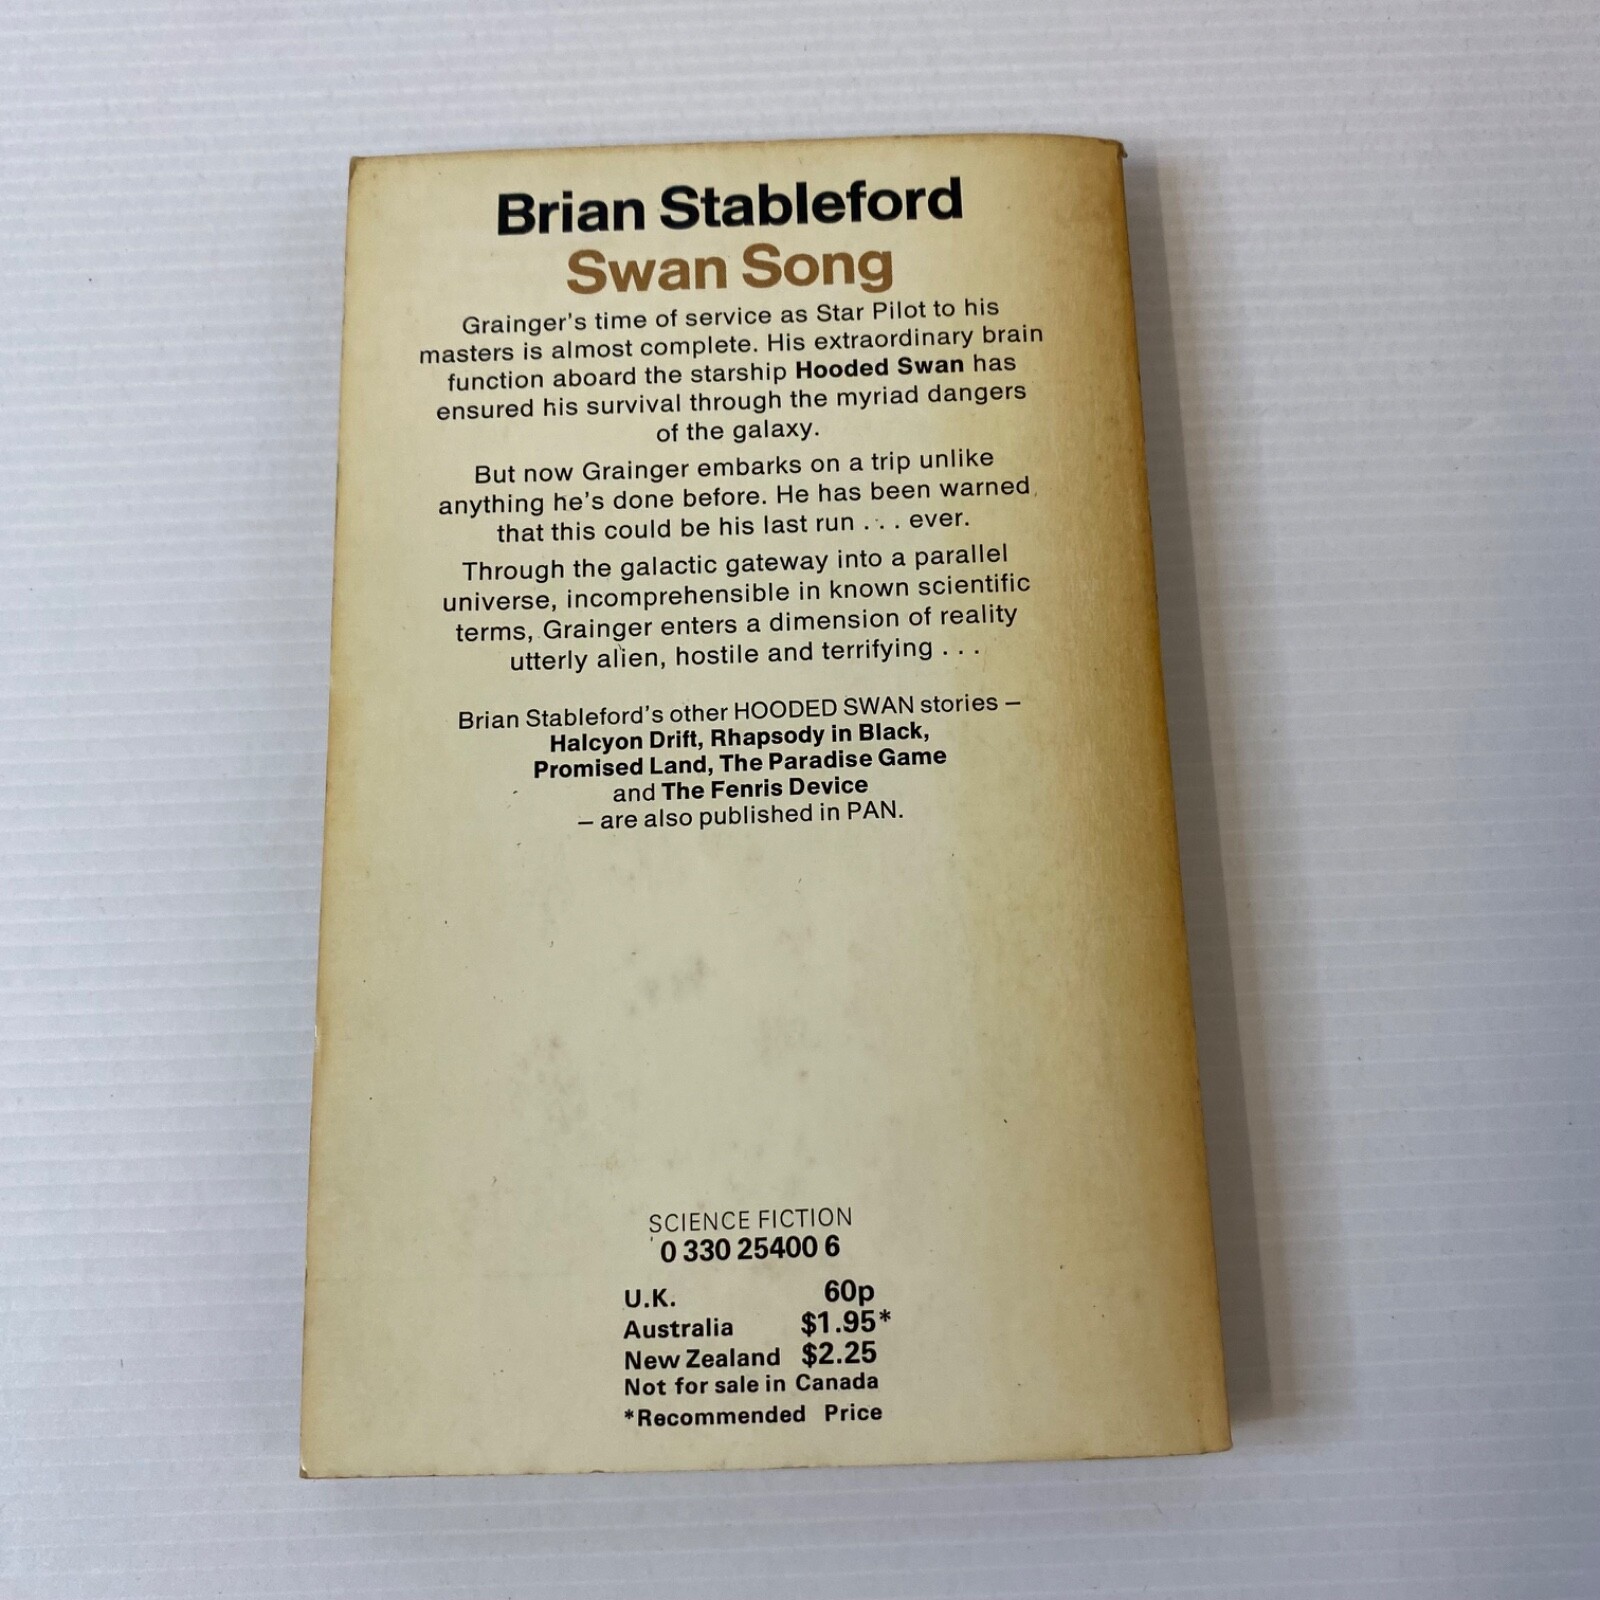 Brian Stableford
Swan Song
Grainger's time of service as Star Pilot to his
masters is almost complete. His extraordinary brain
function aboard the starship Hooded Swan has
ensured his survival through the myriad dangers
of the galaxy.
But now Grainger embarks on a trip unlike
anything he's done before. He has been warned
that this could be his last run . . . ever.
Through the galactic gateway into a parallel
universe, incomprehensible in known scientific
terms, Grainger enters a dimension of reality
utterly alien, hostile and terrifying . . .
Brian Stableford's other HOODED SWAN stories –
Halcyon Drift, Rhapsody in Black,
Promised Land, The Paradise Game
and The Fenris Device
– are also published in PAN.
SCIENCE FICTION
0 330 25400 6
U.K. 60p
Australia $1.95*
New Zealand $2.25
Not for sale in Canada
*Recommended Price